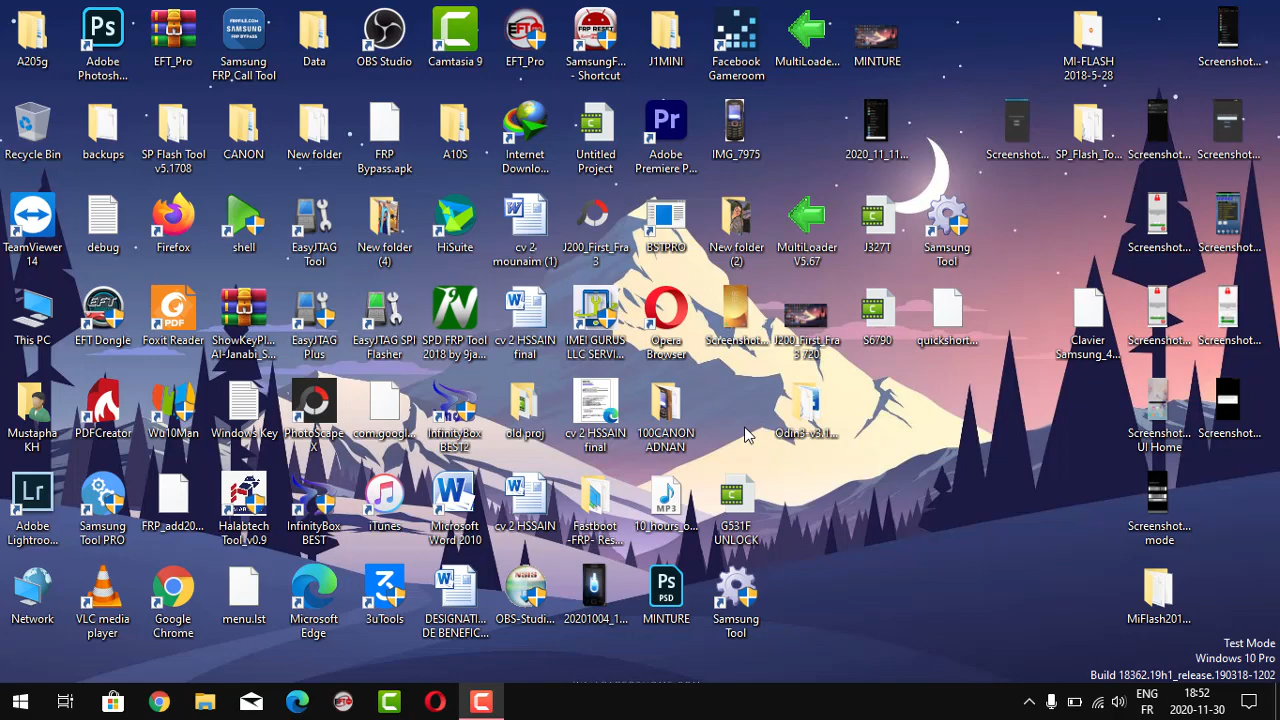 A205g
Adobe
Photosh...
EFT_Pro
Samsung
FRP_Call Tool
Data
OBS Studio
Camtasia 9
EFT_Pro
SamsungF...
- Shortcut
J1MINI
Facebook
Gameroom
MultiLoade...
MINTURE
MI-FLASH
2018-5-28
Screenshot...
Recycle Bin
backups
SP Flash Tool
v5.1708
CANON
New folder
FRP
Bypass.apk
A10S
Internet
Downlo...
Untitled
Project
Adobe
Premiere P...
IMG_7975
2020_11_11...
Screenshot...
SP_Flash_To...
Screenshot...
Screenshot...
TeamViewer
14
debug
Firefox
shell
EasyJTAG
Tool
New folder
(4)
HiSuite
cv 2
mounaim (1)
J200_First_Fra
3
BSTPRO
New folder
(2)
MultiLoader
V5.67
J327T
Samsung
Tool
Screenshot...
Screenshot...
This PC
EFT Dongle
Foxit Reader
ShowKeyPl...
Al-Janabi_S...
EasyJTAG
Plus
EasyJTAG SPI
Flasher
SPD FRP Tool
2018 by 9ja...
cv 2 HSSAIN
final
IMEI GURUS
LLC SERVI...
Opera
Browser
Screenshot...
J200_First_Fra
3 720
S6790
quickshort...
Clavier
Samsung_4...
Screenshot...
Screenshot...
Mustapha
KH
PDFCreator
Wu10Man
Windows Key
PhotoScape
X
com.googl...
InfinityBox
BEST2
old proj
cv 2 HSSAIN
final
100CANON
ADNAN
Odin3-v3.1...
Screenshot...
UI Home
Screenshot...
Adobe
Lightroo...
Samsung
Tool PRO
FRP_add20...
Halabtech
Tool_v0.9
InfinityBox
BEST
iTunes
Microsoft
Word 2010
cv 2 HSSAIN
Fastboot
-FRP- Res...
10_hours_o...
G531F
UNLOCK
Screenshot...
mode
Network
VLC media
player
Google
Chrome
menu.lst
Microsoft
Edge
3uTools
DESIGNATI...
DE BENEFIC...
OBS-Studi...
20201004_1...
MINTURE
Samsung
Tool
MiFlash201...
Test Mode
Windows 10 Pro
Build 18362.19h1_release.190318-1202
ENG
FR
18:52
2020-11-30